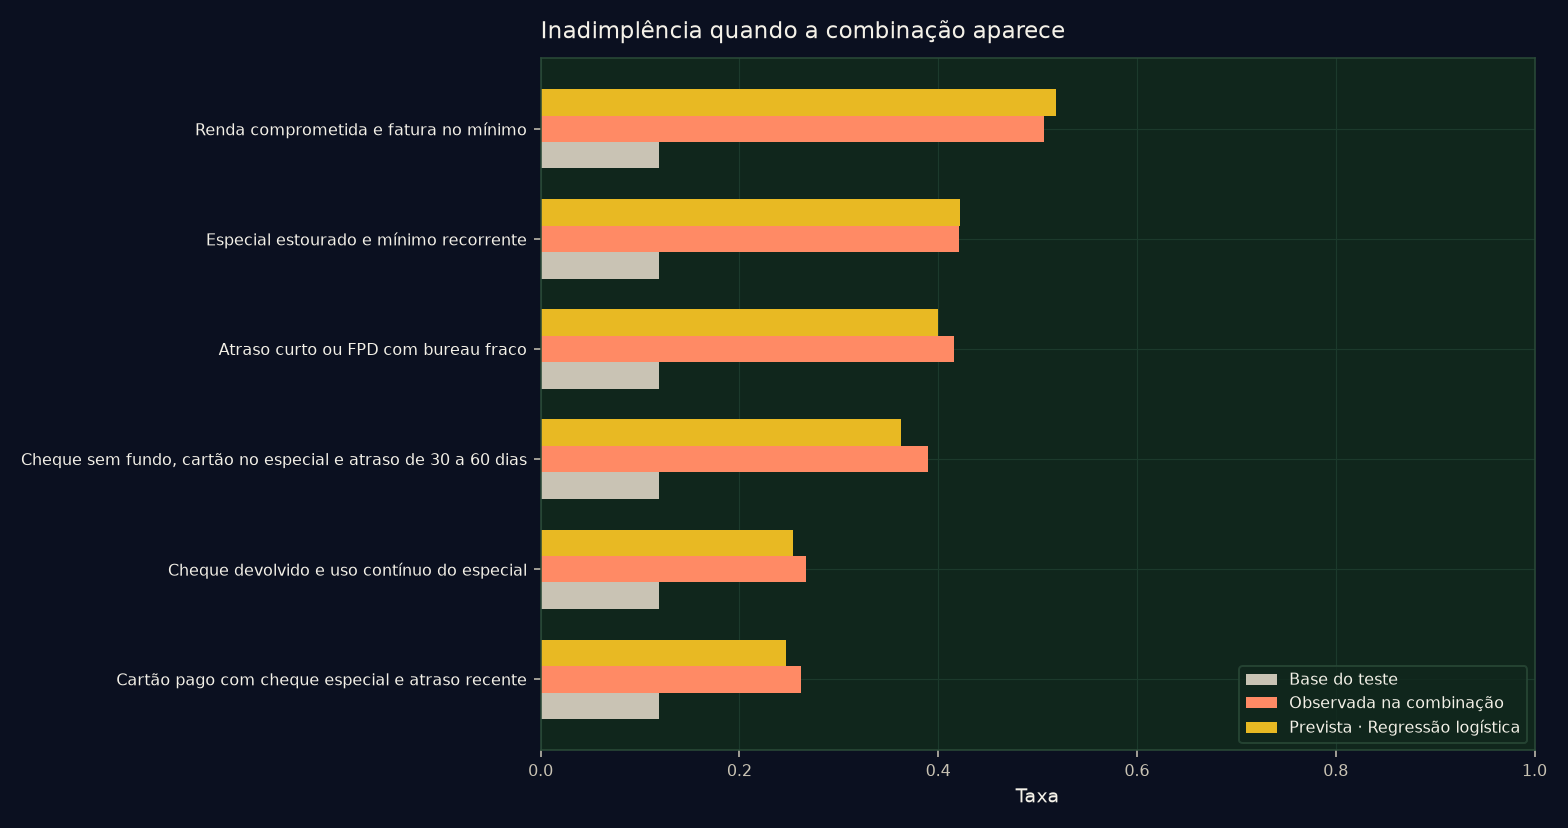 Inadimplência quando a combinação aparece
Renda comprometida e fatura no mínimo
Especial estourado e mínimo recorrente
Atraso curto ou FPD com bureau fraco
Cheque sem fundo, cartão no especial e atraso de 30 a 60 dias
Cheque devolvido e uso contínuo do especial
Cartão pago com cheque especial e atraso recente
Base do teste
Observada na combinação
Prevista · Regressão logística
0.0 0.2 0.4 0.6 0.8 1.0
Taxa